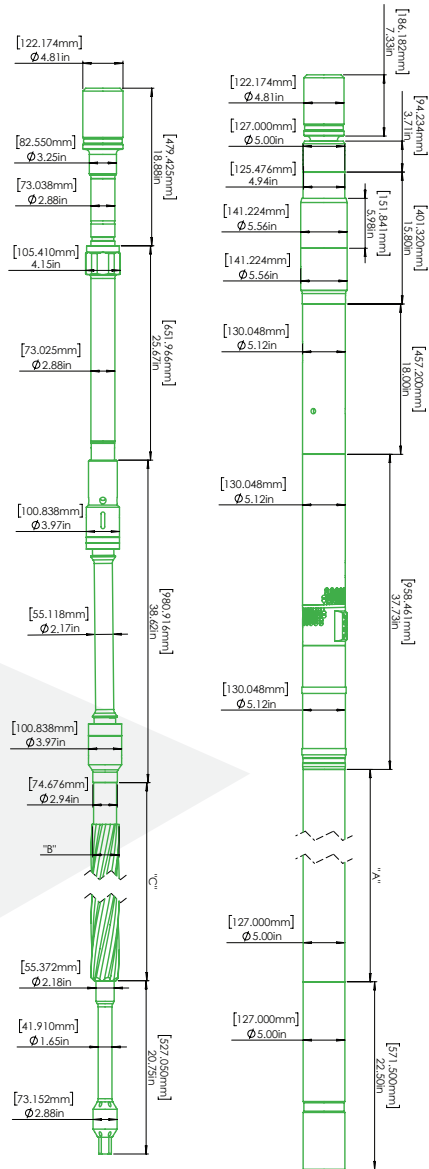 [122.174mm]
Ø4.81in
[479.425mm]
18.88in
[82.550mm]
Ø3.25in
[73.038mm]
Ø2.88in
[105.410mm]
4.15in
[651.966mm]
25.67in
[73.025mm]
Ø2.88in
[100.838mm]
Ø3.97in
[980.916mm]
38.62in
[55.118mm]
Ø2.17in
[100.838mm]
Ø3.97in
[74.676mm]
Ø2.94in
"B"
"C"
[55.372mm]
Ø2.18in
[41.910mm]
Ø1.65in
[527.050mm]
20.75in
[73.152mm]
Ø2.88in
[186.182mm]
7.33in
[122.174mm]
Ø4.81in
[94.234mm]
3.71in
[127.000mm]
Ø5.00in
[125.476mm]
4.94in
[151.841mm]
5.98in
[401.320mm]
15.80in
[141.224mm]
Ø5.56in
[141.224mm]
Ø5.56in
[130.048mm]
Ø5.12in
[457.200mm]
18.00in
[130.048mm]
Ø5.12in
[958.461mm]
37.73in
[130.048mm]
Ø5.12in
"A"
[127.000mm]
Ø5.00in
[127.000mm]
Ø5.00in
[571.500mm]
22.50in